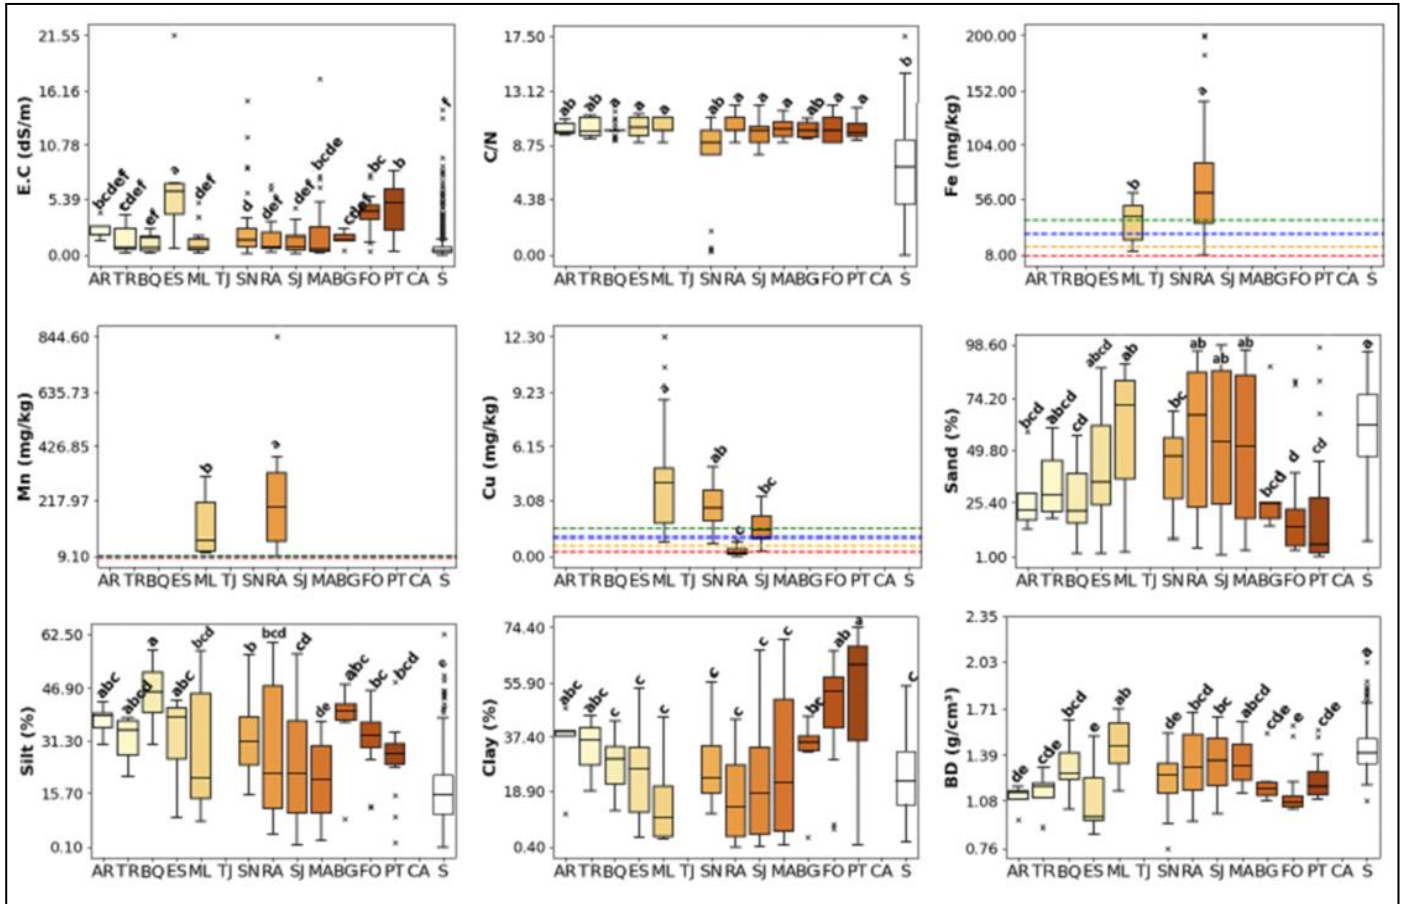 21.55
16.16
10.78
5.39
0.00
E.C (dS/m)
bcdef
cdef
ef
a
def
d
def
def
bcde
cdef
bc
b
f
AR TR BQ ES ML TJ SN RA SJ MA BG FO PT CA S
17.50
13.12
8.75
4.38
0.00
C/N
ab
ab
a
a
a
ab
a
a
a
ab
a
a
b
AR TR BQ ES ML TJ SN RA SJ MA BG FO PT CA S
200.00
152.00
104.00
56.00
8.00
Fe (mg/kg)
b
a
AR TR BQ ES ML TJ SN RA SJ MA BG FO PT CA S
844.60
635.73
426.85
217.97
9.10
Mn (mg/kg)
b
a
AR TR BQ ES ML TJ SN RA SJ MA BG FO PT CA S
12.30
9.23
6.15
3.08
0.00
Cu (mg/kg)
a
ab
c
bc
AR TR BQ ES ML TJ SN RA SJ MA BG FO PT CA S
98.60
74.20
49.80
25.40
1.00
Sand (%)
bcd
abcd
cd
abcd
ab
bc
ab
ab
ab
bcd
d
cd
a
AR TR BQ ES ML TJ SN RA SJ MA BG FO PT CA S
62.50
46.90
31.30
15.70
0.10
Silt (%)
abc
abcd
a
abc
bcd
b
bcd
cd
de
abc
bc
bcd
e
AR TR BQ ES ML TJ SN RA SJ MA BG FO PT CA S
74.40
55.90
37.40
18.90
0.40
Clay (%)
abc
abc
c
c
c
c
c
c
c
bc
ab
a
c
AR TR BQ ES ML TJ SN RA SJ MA BG FO PT CA S
2.35
2.03
1.71
1.39
1.08
0.76
BD (g/cm³)
de
cde
bcd
e
ab
de
bcd
bc
abcd
cde
e
cde
a
AR TR BQ ES ML TJ SN RA SJ MA BG FO PT CA S